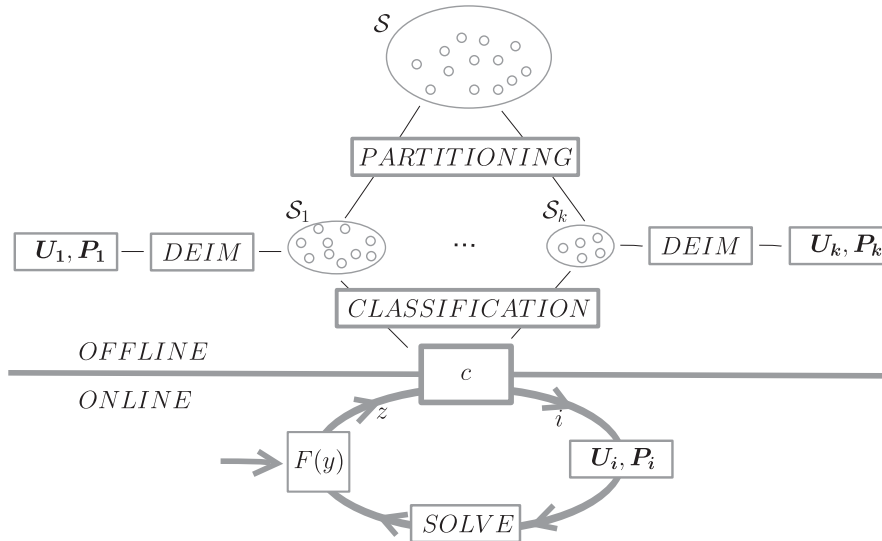 𝒮
PARTITIONING
𝒮₁
...
𝒮ₖ
U₁, P₁
DEIM
DEIM
Uₖ, Pₖ
CLASSIFICATION
OFFLINE
c
ONLINE
z
i
F(y)
Uᵢ, Pᵢ
SOLVE